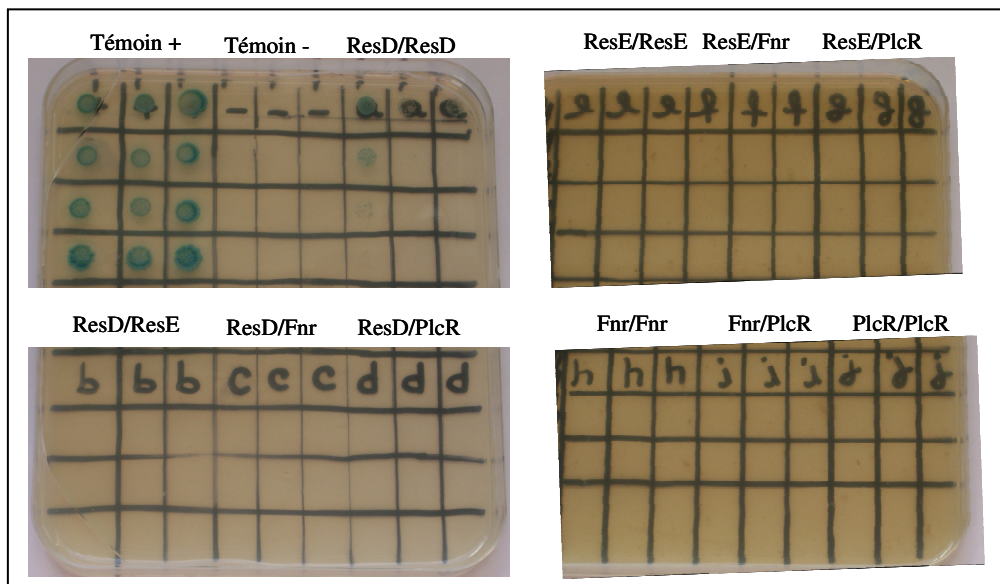 Témoin + Témoin - ResD/ResD
- - -
ResE/ResE ResE/Fnr ResE/PlcR
e e e f f f g g g
ResD/ResE ResD/Fnr ResD/PlcR
b b b c c c d d d
Fnr/Fnr Fnr/PlcR PlcR/PlcR
h h h i i i j j j